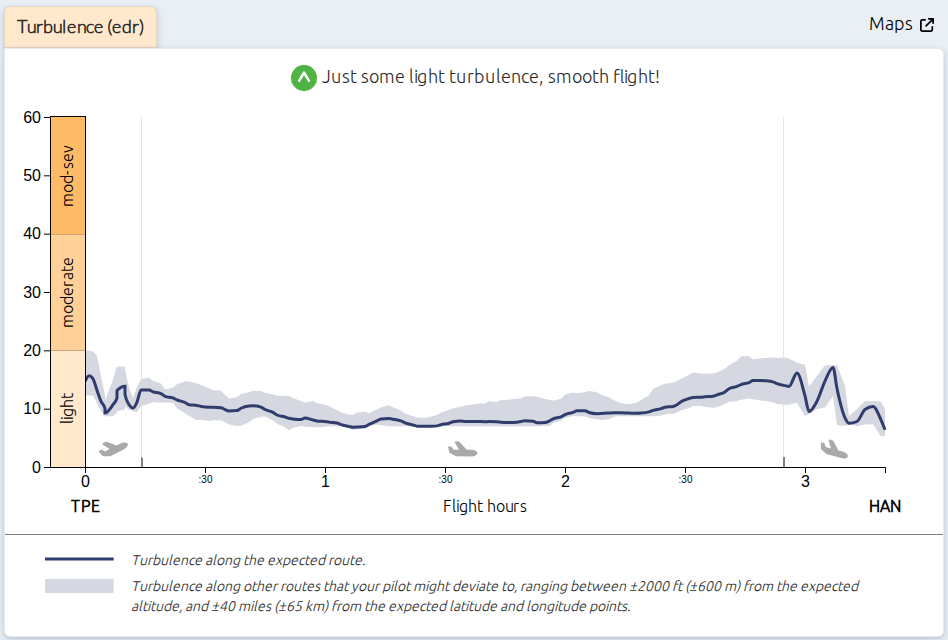 Turbulence (edr)
Maps
Just some light turbulence, smooth flight!
60
50
40
30
20
10
0
mod-sev
moderate
light
0
:30
1
:30
2
:30
3
TPE
Flight hours
HAN
Turbulence along the expected route.
Turbulence along other routes that your pilot might deviate to, ranging between ±2000 ft (±600 m) from the expected
altitude, and ±40 miles (±65 km) from the expected latitude and longitude points.